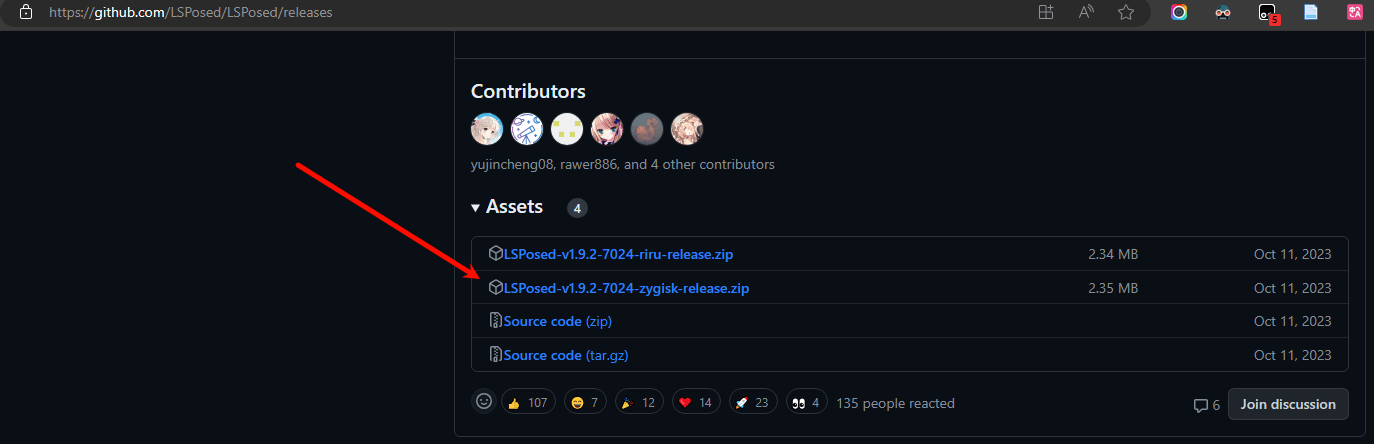 https://github.com/LSPosed/LSPosed/releases
5
Contributors
yujincheng08, rawer886, and 4 other contributors
Assets 4
LSPosed-v1.9.2-7024-riru-release.zip 2.34 MB Oct 11, 2023
LSPosed-v1.9.2-7024-zygisk-release.zip 2.35 MB Oct 11, 2023
Source code (zip) Oct 11, 2023
Source code (tar.gz) Oct 11, 2023
107 7 12 14 23 4 135 people reacted 6 Join discussion